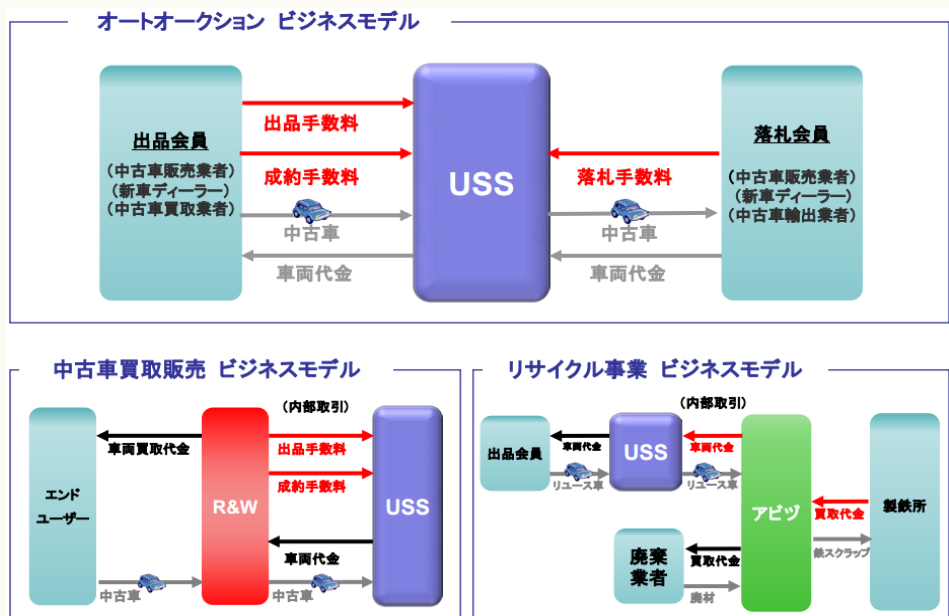 オートオークション ビジネスモデル
出品会員
(中古車販売業者)
(新車ディーラー)
(中古車買取業者)
出品手数料
成約手数料
中古車
車両代金
USS
落札手数料
中古車
車両代金
落札会員
(中古車販売業者)
(新車ディーラー)
(中古車輸出業者)
中古車買取販売 ビジネスモデル
(内部取引)
エンド
ユーザー
車両買取代金
中古車
R&W
出品手数料
成約手数料
車両代金
中古車
USS
リサイクル事業 ビジネスモデル
(内部取引)
出品会員
車両代金
リユース車
USS
車両代金
リユース車
アビヅ
買取代金
鉄スクラップ
製鉄所
廃棄
業者
買取代金
廃材